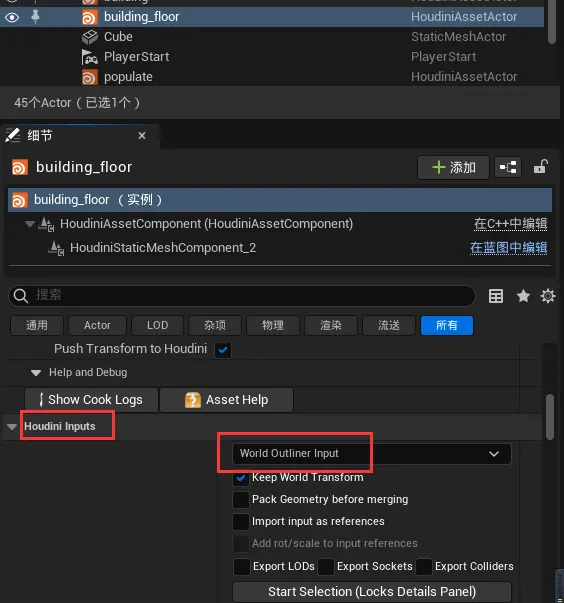 building HoudiniAssetActor
building_floor HoudiniAssetActor
Cube StaticMeshActor
PlayerStart PlayerStart
populate HoudiniAssetActor
45个Actor（已选1个）
细节 ×
building_floor 添加
building_floor （实例）
HoudiniAssetComponent (HoudiniAssetComponent) 在C++中编辑
HoudiniStaticMeshComponent_2 在蓝图中编辑
搜索
通用 Actor LOD 杂项 物理 渲染 流送 所有
Push Transform to Houdini
Help and Debug
Show Cook Logs Asset Help
Houdini Inputs
World Outliner Input
Keep World Transform
Pack Geometry before merging
Import input as references
Add rot/scale to input references
Export LODs Export Sockets Export Colliders
Start Selection (Locks Details Panel)